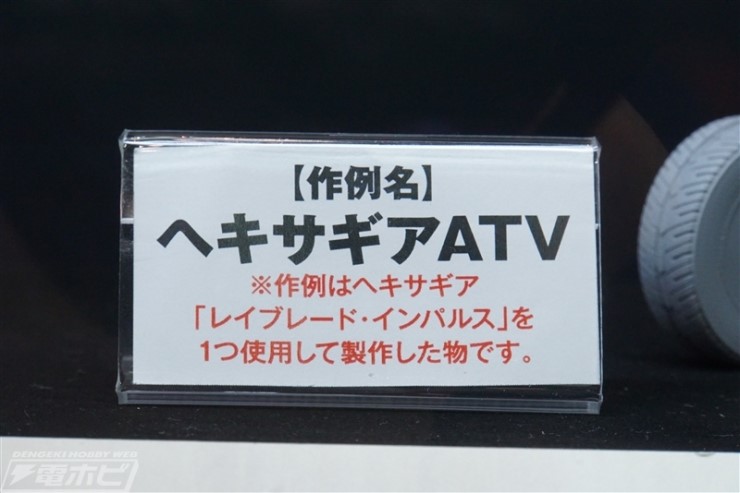 【作例名】
ヘキサギアATV
※作例はヘキサギア
「レイブレード・インパルス」を
1つ使用して製作した物です。
DENGEKI HOBBY WEB
電ホビ